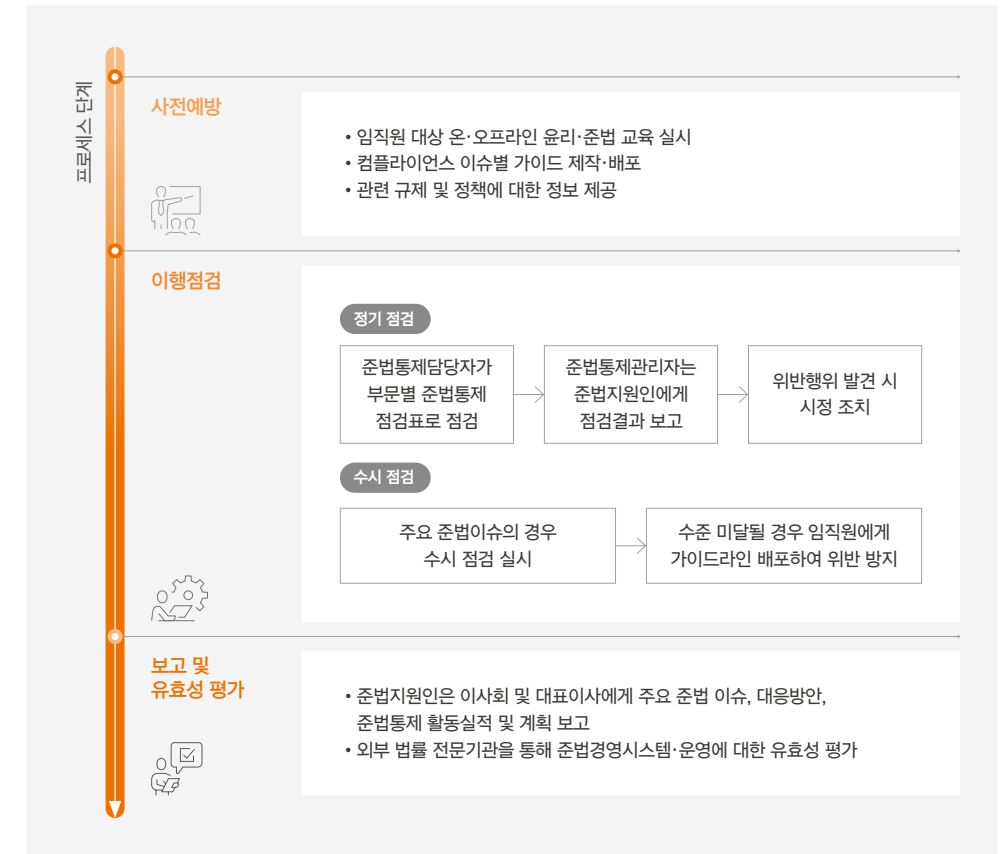 프로세스 단계
사전예방
• 임직원 대상 온·오프라인 윤리·준법 교육 실시
• 컴플라이언스 이슈별 가이드 제작·배포
• 관련 규제 및 정책에 대한 정보 제공
이행점검
정기 점검
준법통제담당자가
부문별 준법통제
점검표로 점검
준법통제관리자는
준법지원인에게
점검결과 보고
위반행위 발견 시
시정 조치
수시 점검
주요 준법이슈의 경우
수시 점검 실시
수준 미달될 경우 임직원에게
가이드라인 배포하여 위반 방지
보고 및
유효성 평가
• 준법지원인은 이사회 및 대표이사에게 주요 준법 이슈, 대응방안,
준법통제 활동실적 및 계획 보고
• 외부 법률 전문기관을 통해 준법경영시스템·운영에 대한 유효성 평가